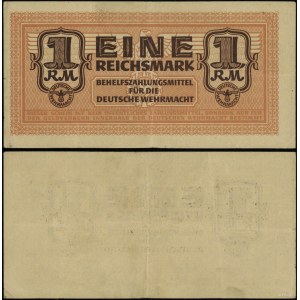 1 EINE 1
RM REICHSMARK RM
BEHELFSZAHLUNGSMITTEL
FÜR DIE
DEUTSCHE WEHRMACHT